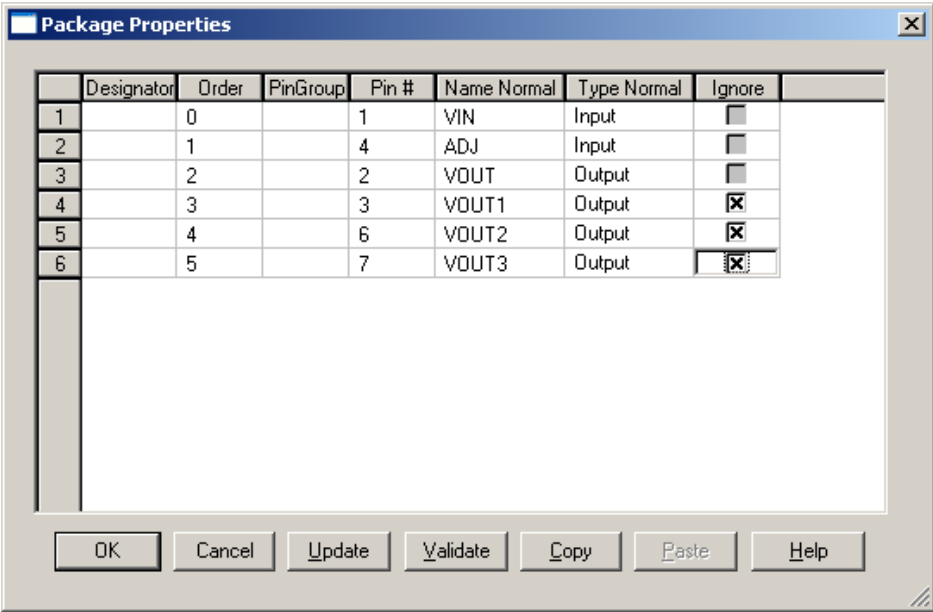 Package Properties
Designator Order PinGroup Pin # Name Normal Type Normal Ignore
1 0 1 VIN Input
2 1 4 ADJ Input
3 2 2 VOUT Output
4 3 3 VOUT1 Output
5 4 6 VOUT2 Output
6 5 7 VOUT3 Output
OK Cancel Update Validate Copy Paste Help